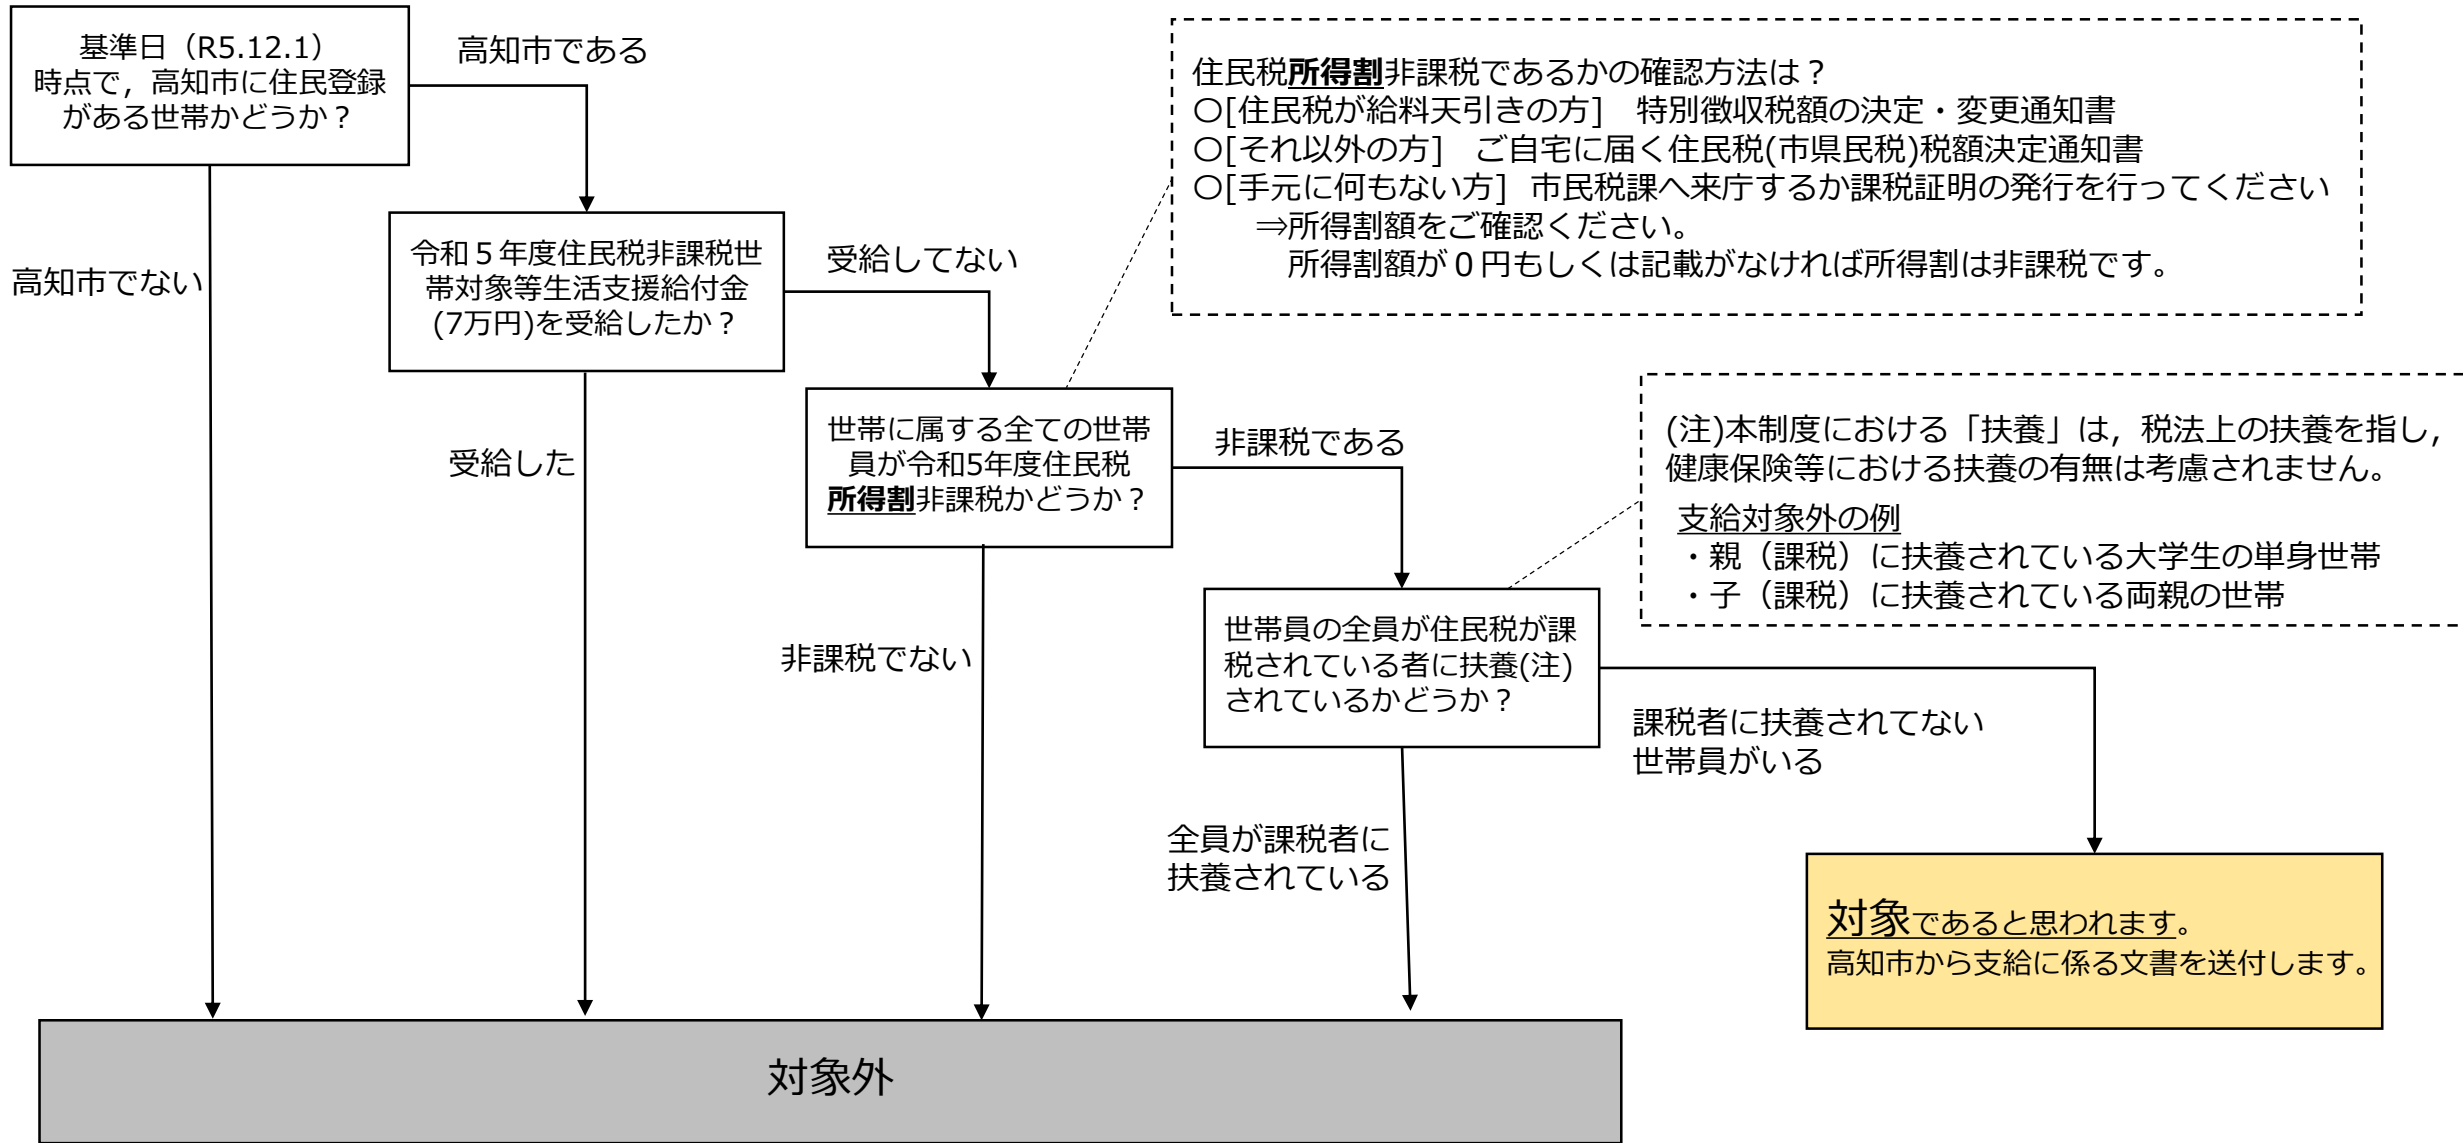 基準日（R5.12.1）
時点で，高知市に住民登録
がある世帯かどうか？
高知市である
高知市でない
令和５年度住民税非課税世
帯対象等生活支援給付金
(7万円)を受給したか？
受給してない
受給した
住民税所得割非課税であるかの確認方法は？
〇[住民税が給料天引きの方]　特別徴収税額の決定・変更通知書
〇[それ以外の方]　ご自宅に届く住民税(市県民税)税額決定通知書
〇[手元に何もない方]　市民税課へ来庁するか課税証明の発行を行ってください
⇒所得割額をご確認ください。
所得割額が０円もしくは記載がなければ所得割は非課税です。
世帯に属する全ての世帯
員が令和5年度住民税
所得割非課税かどうか？
非課税である
非課税でない
(注)本制度における「扶養」は，税法上の扶養を指し，
健康保険等における扶養の有無は考慮されません。
支給対象外の例
・親（課税）に扶養されている大学生の単身世帯
・子（課税）に扶養されている両親の世帯
世帯員の全員が住民税が課
税されている者に扶養(注)
されているかどうか？
課税者に扶養されてない
世帯員がいる
全員が課税者に
扶養されている
対象であると思われます。
高知市から支給に係る文書を送付します。
対象外